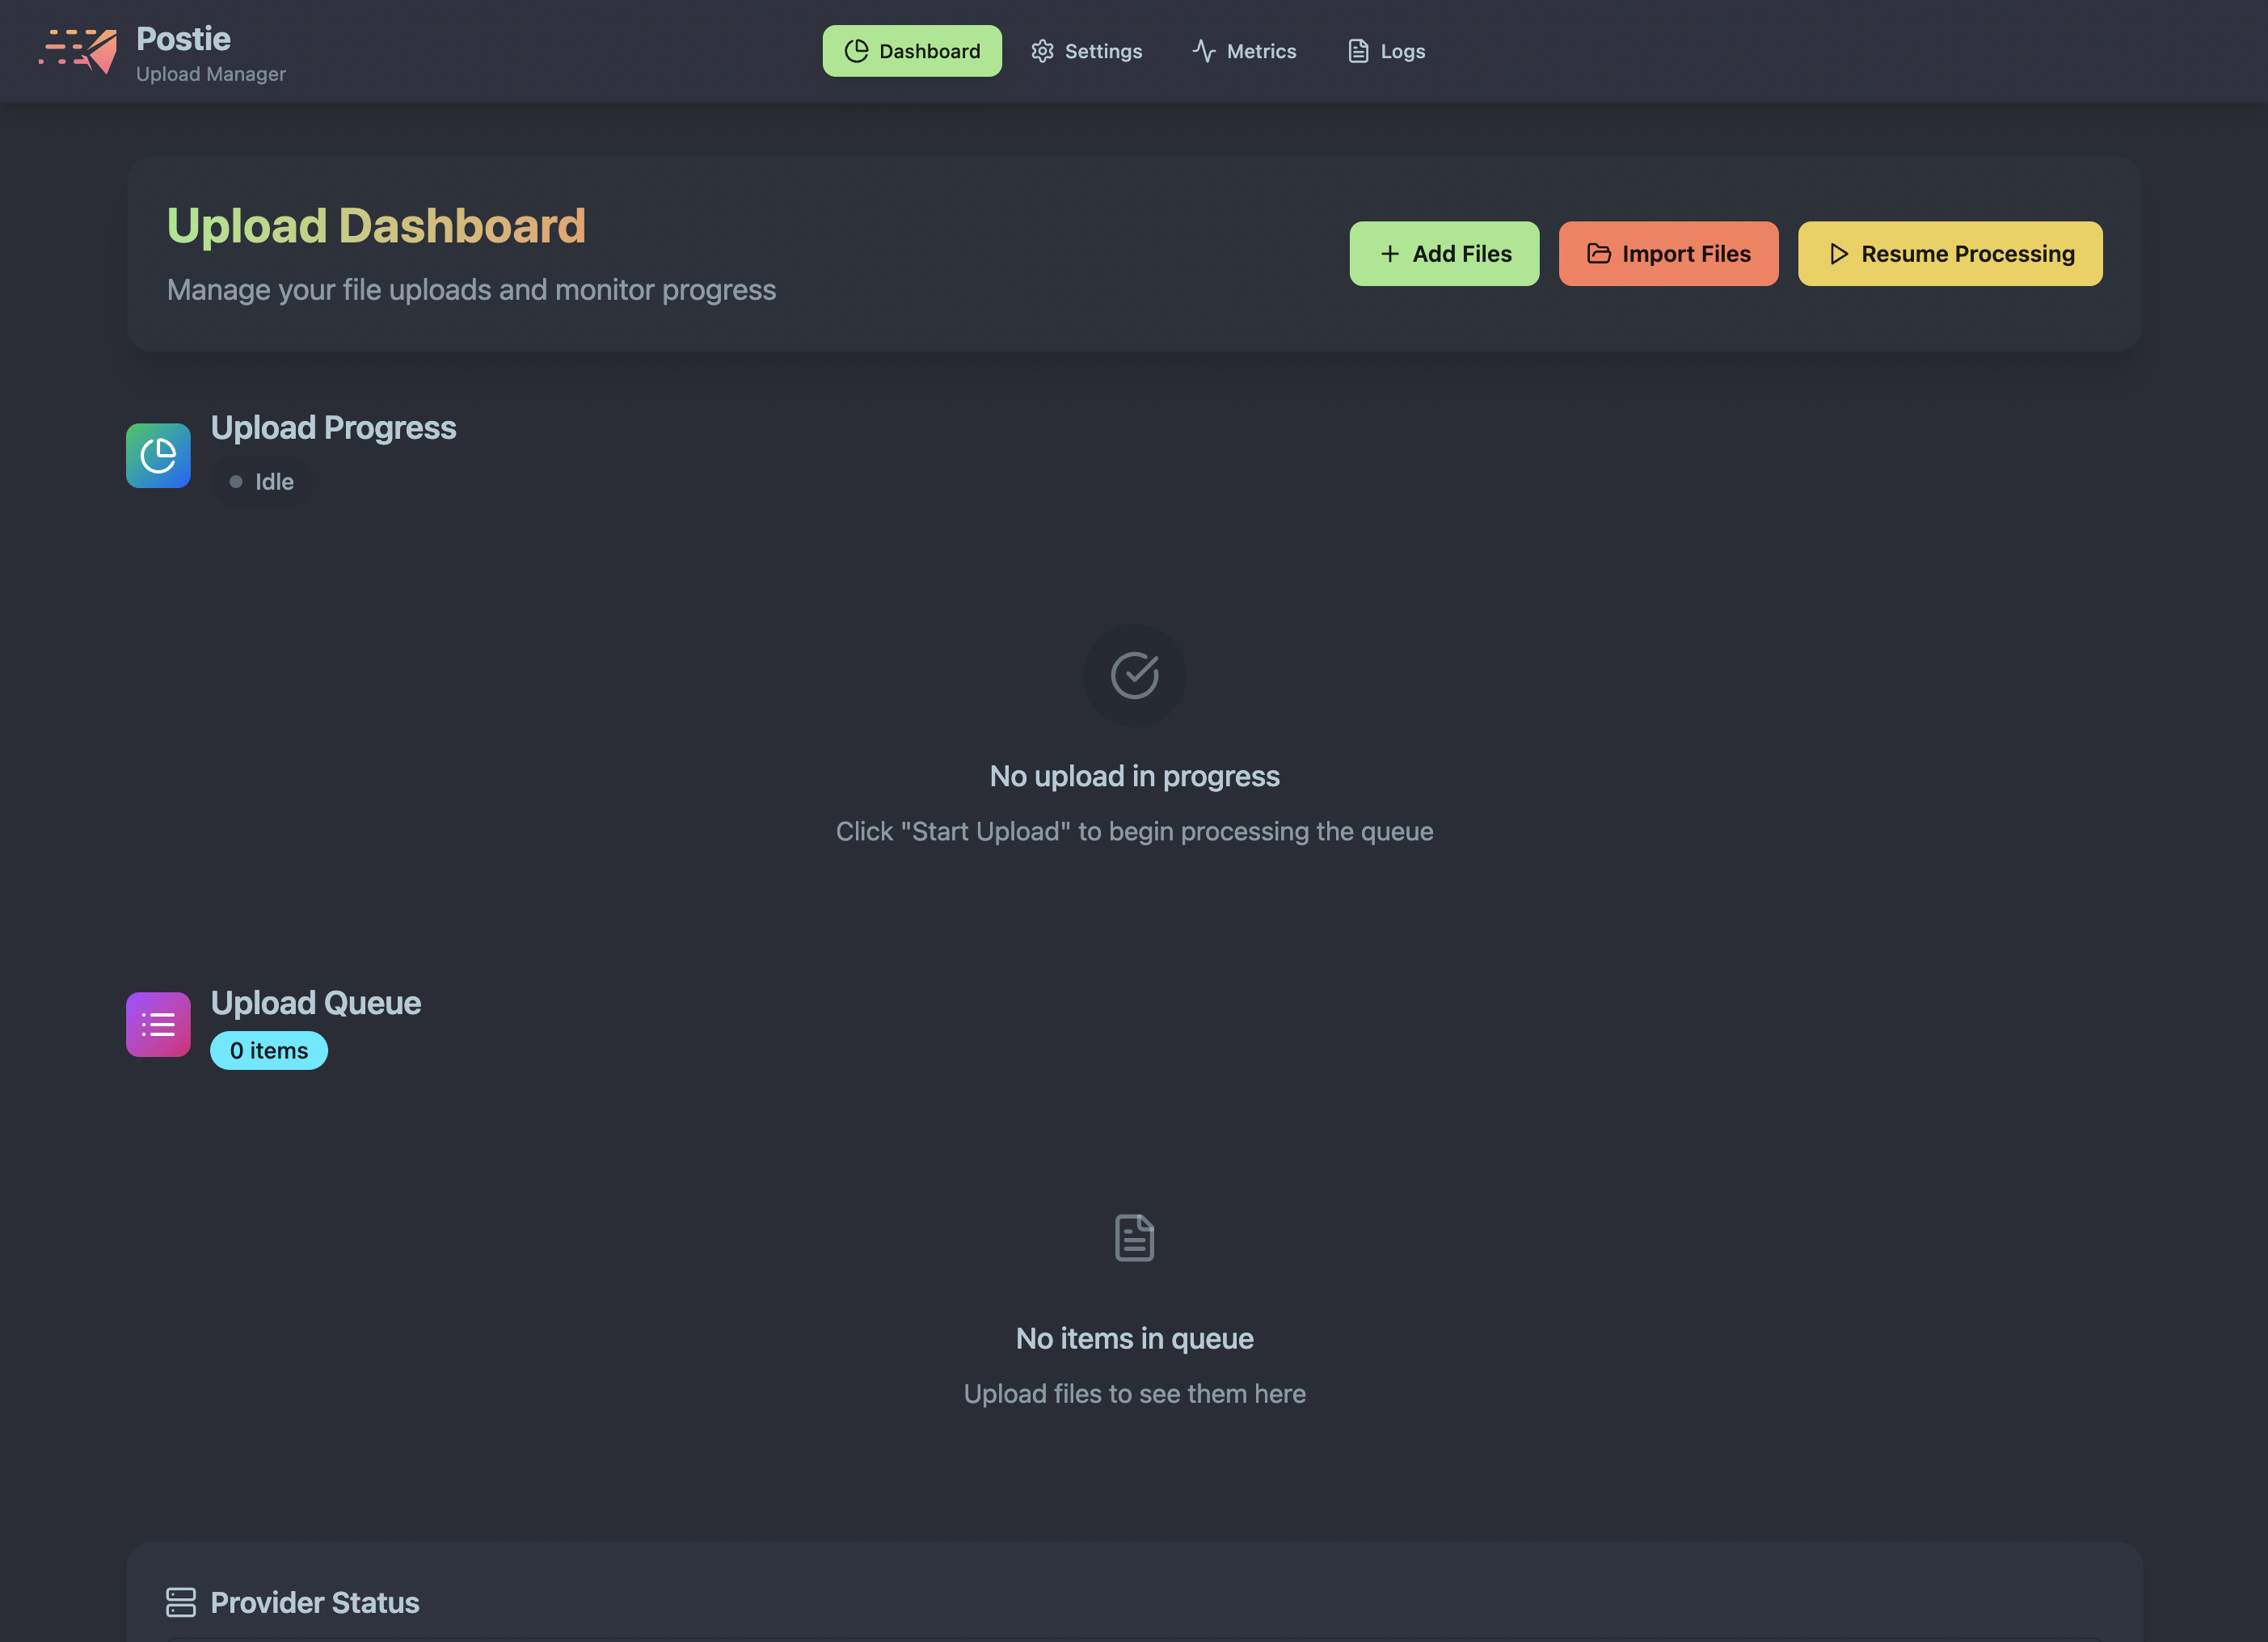 Postie
Upload Manager
Dashboard
Settings
Metrics
Logs
Upload Dashboard
Manage your file uploads and monitor progress
Add Files
Import Files
Resume Processing
Upload Progress
Idle
No upload in progress
Click "Start Upload" to begin processing the queue
Upload Queue
0 items
No items in queue
Upload files to see them here
Provider Status